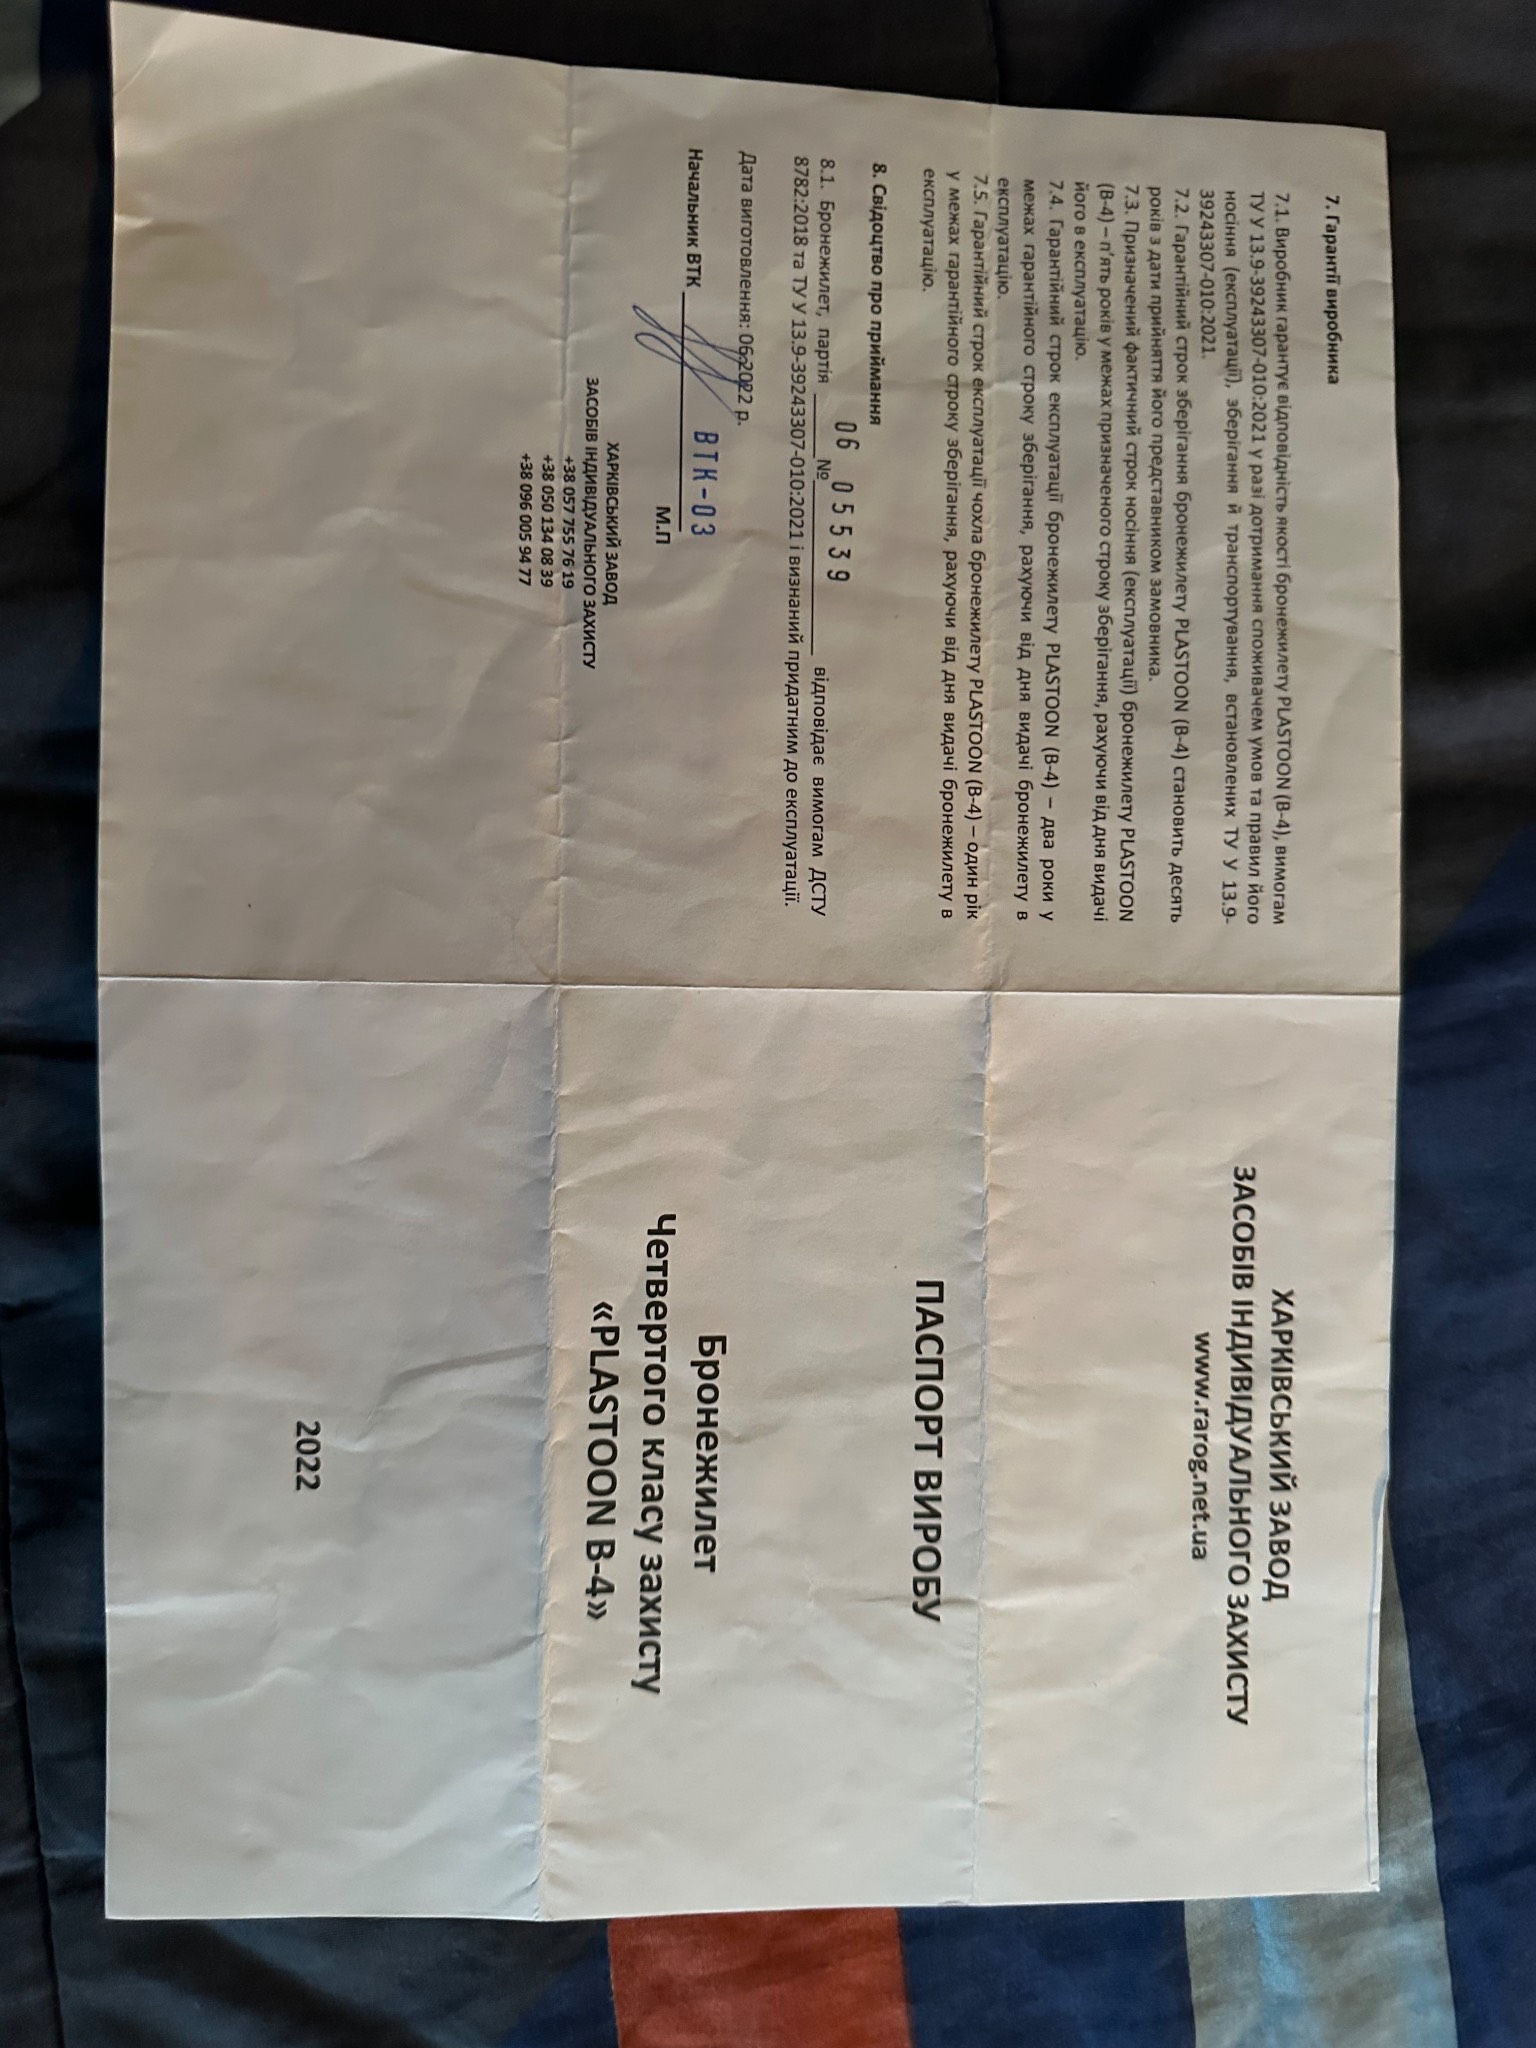 7. Гарантії виробника
7.1. Виробник гарантує відповідність якості бронежилету PLASTOON (В-4), вимогам
ТУ У 13.9-39243307-010:2021 у разі дотримання споживачем умов та правил його
носіння (експлуатації), зберігання й транспортування, встановлених ТУ У 13.9-
39243307-010:2021.
7.2. Гарантійний строк зберігання бронежилету PLASTOON (В-4) становить десять
років з дати прийняття його представником замовника.
7.3. Призначений фактичний строк носіння (експлуатації) бронежилету PLASTOON
(В-4) – п'ять років у межах призначеного строку зберігання, рахуючи від дня видачі
його в експлуатацію.
7.4. Гарантійний строк експлуатації бронежилету PLASTOON (В-4) – два роки у
межах гарантійного строку зберігання, рахуючи від дня видачі бронежилету в
експлуатацію.
7.5. Гарантійний строк експлуатації чохла бронежилету PLASTOON (В-4) – один рік
у межах гарантійного строку зберігання, рахуючи від дня видачі бронежилету в
експлуатацію.
8. Свідоцтво про приймання
8.1. Бронежилет, партія 06 № 05539 відповідає вимогам ДСТУ
8782:2018 та ТУ У 13.9-39243307-010:2021 і визнаний придатним до експлуатації.
Дата виготовлення: 06.2022 р.
Начальник ВТК ВТК-03
М.П
ХАРКІВСЬКИЙ ЗАВОД
ЗАСОБІВ ІНДИВІДУАЛЬНОГО ЗАХИСТУ
+38 057 755 76 19
+38 050 134 08 39
+38 096 005 94 77
ХАРКІВСЬКИЙ ЗАВОД
ЗАСОБІВ ІНДИВІДУАЛЬНОГО ЗАХИСТУ
www.rarog.net.ua
ПАСПОРТ ВИРОБУ
Бронежилет
Четвертого класу захисту
«PLASTOON В-4»
2022